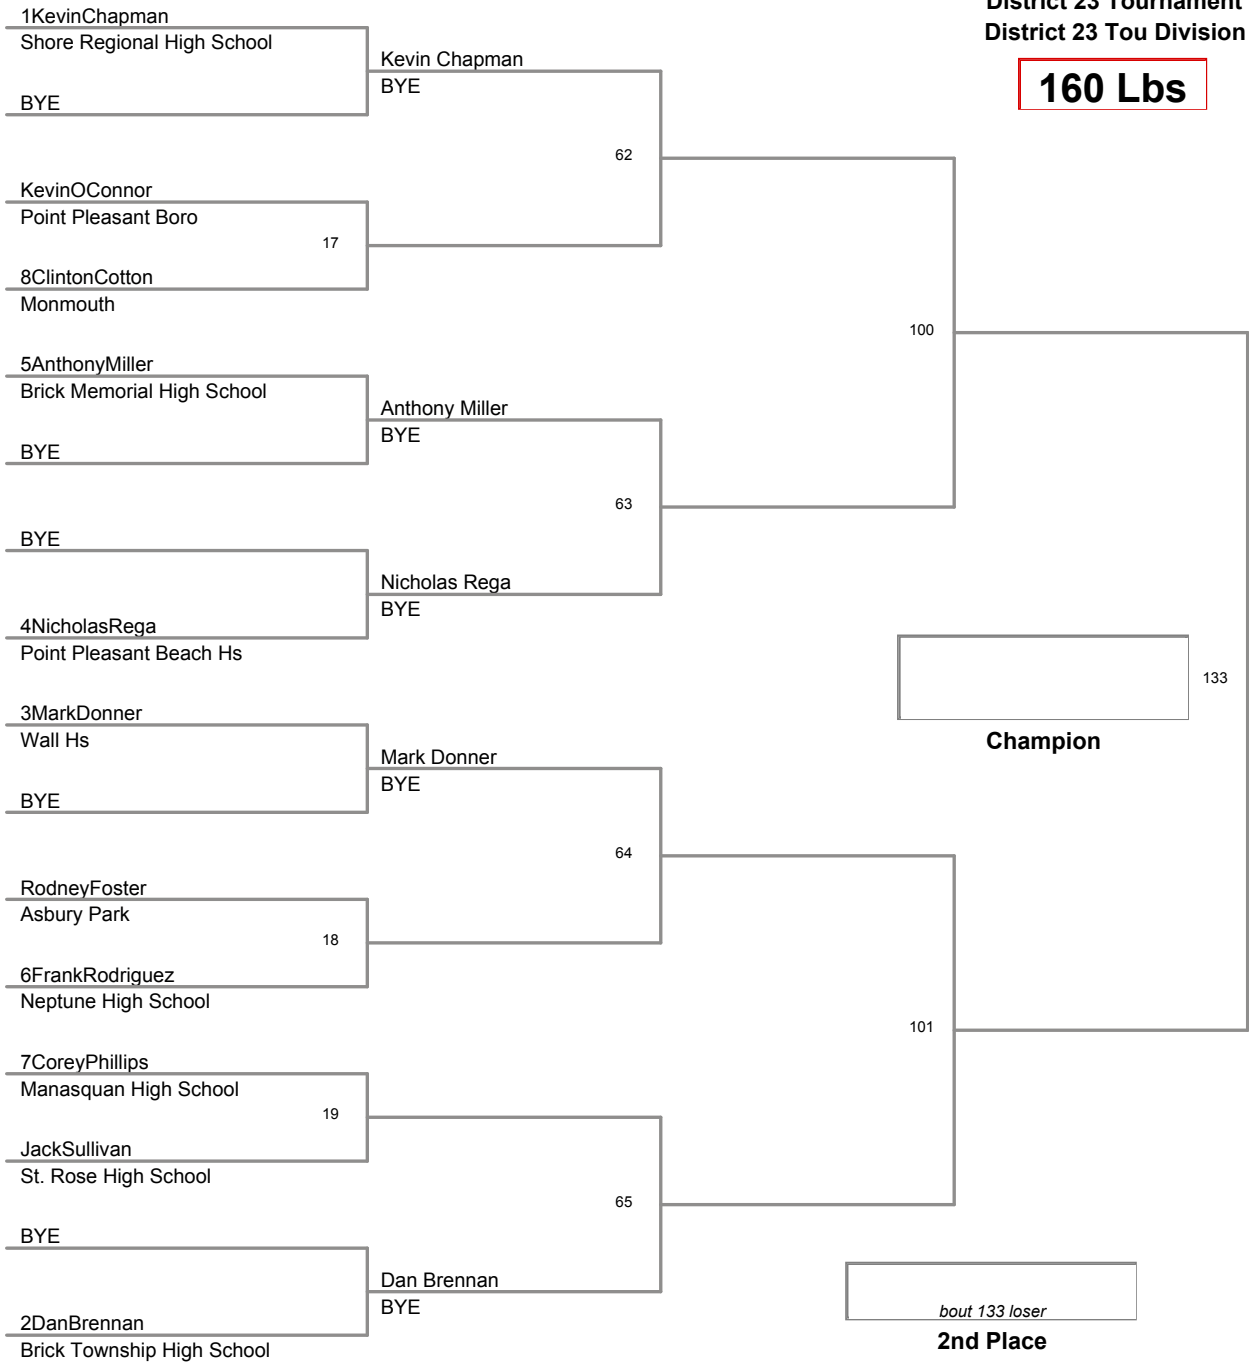 District 23 Tournament
District 23 Tou Division
160 Lbs
1KevinChapman
Shore Regional High School
Kevin Chapman
BYE
BYE
62
KevinOConnor
Point Pleasant Boro
17
8ClintonCotton
Monmouth
100
5AnthonyMiller
Brick Memorial High School
Anthony Miller
BYE
BYE
63
BYE
Nicholas Rega
BYE
4NicholasRega
Point Pleasant Beach Hs
133
Champion
3MarkDonner
Wall Hs
Mark Donner
BYE
BYE
64
RodneyFoster
Asbury Park
18
6FrankRodriguez
Neptune High School
101
7CoreyPhillips
Manasquan High School
19
JackSullivan
St. Rose High School
65
BYE
Dan Brennan
BYE
2DanBrennan
Brick Township High School
bout 133 loser
2nd Place